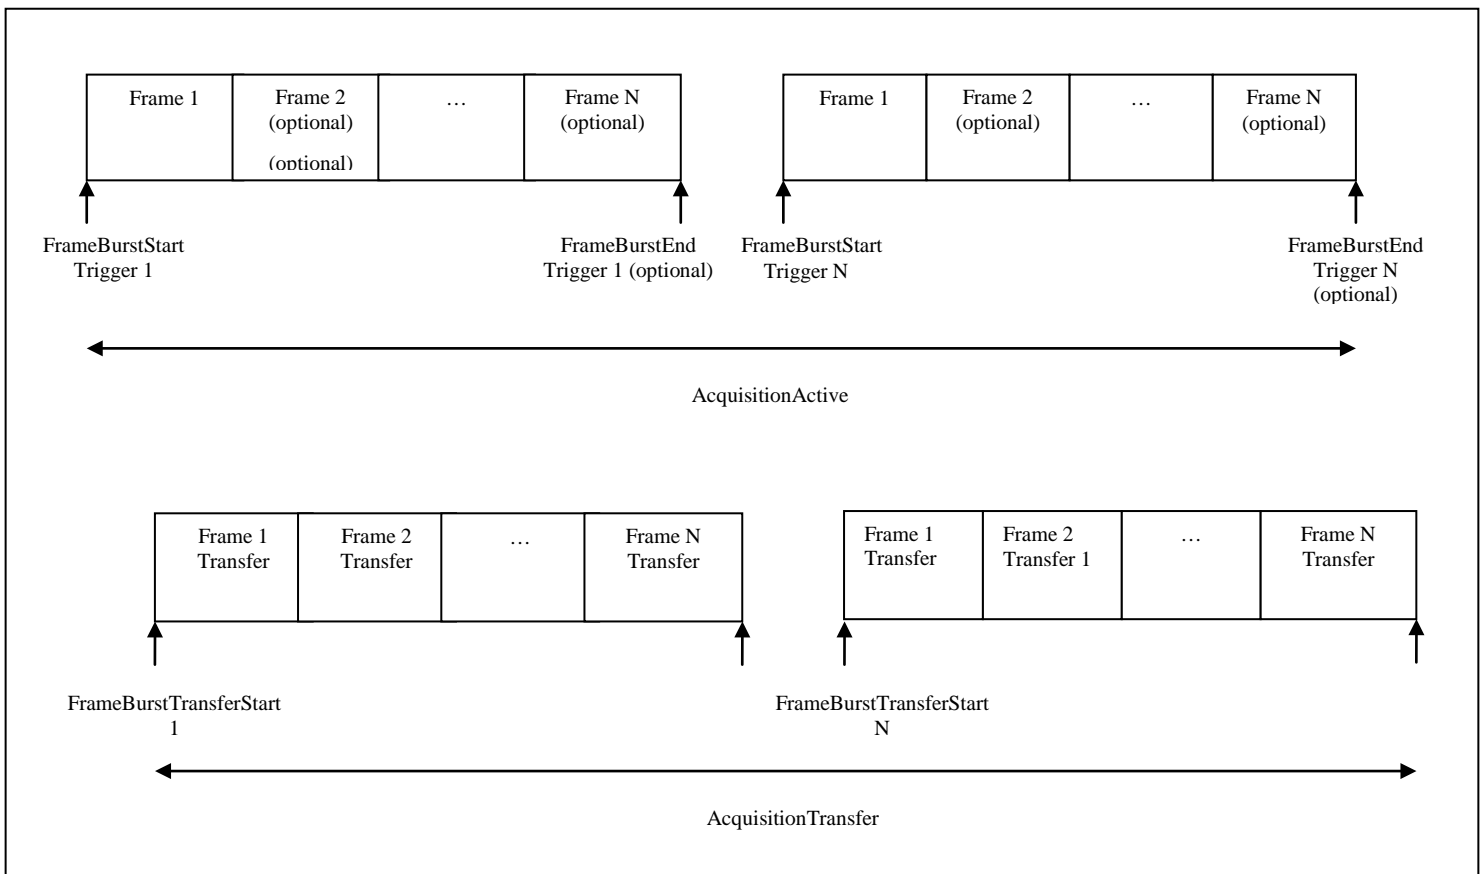 Frame 1
Frame 2
(optional)
(optional)
…
Frame N
(optional)
Frame 1
Frame 2
(optional)
…
Frame N
(optional)
FrameBurstStart
Trigger 1
FrameBurstEnd
Trigger 1 (optional)
FrameBurstStart
Trigger N
FrameBurstEnd
Trigger N
(optional)
AcquisitionActive
Frame 1
Transfer
Frame 2
Transfer
…
Frame N
Transfer
Frame 1
Transfer
Frame 2
Transfer 1
…
Frame N
Transfer
FrameBurstTransferStart
1
FrameBurstTransferStart
N
AcquisitionTransfer